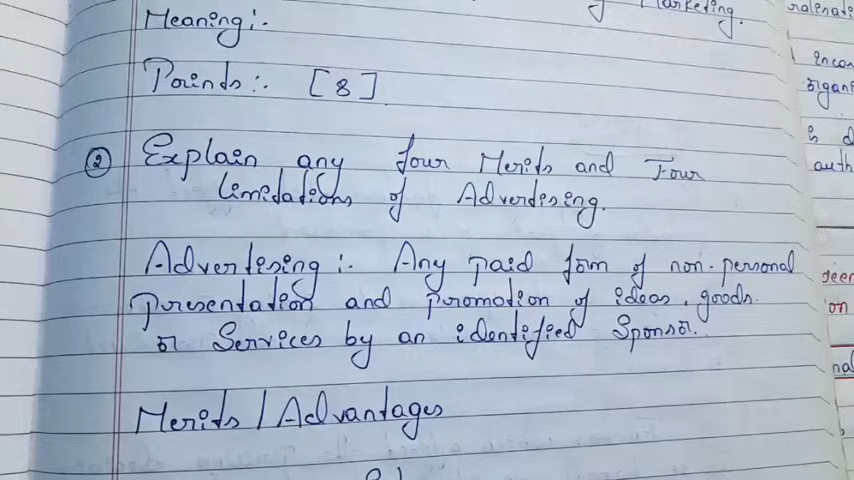 Marketing.
Meaning :-
Points :- [8]
② Explain any four Merits and Four
limitations of Advertising.
Advertising :- Any paid form of non-personal
Presentation and promotion of ideas, goods
or Services by an identified Sponsor.
Merits / Advantages